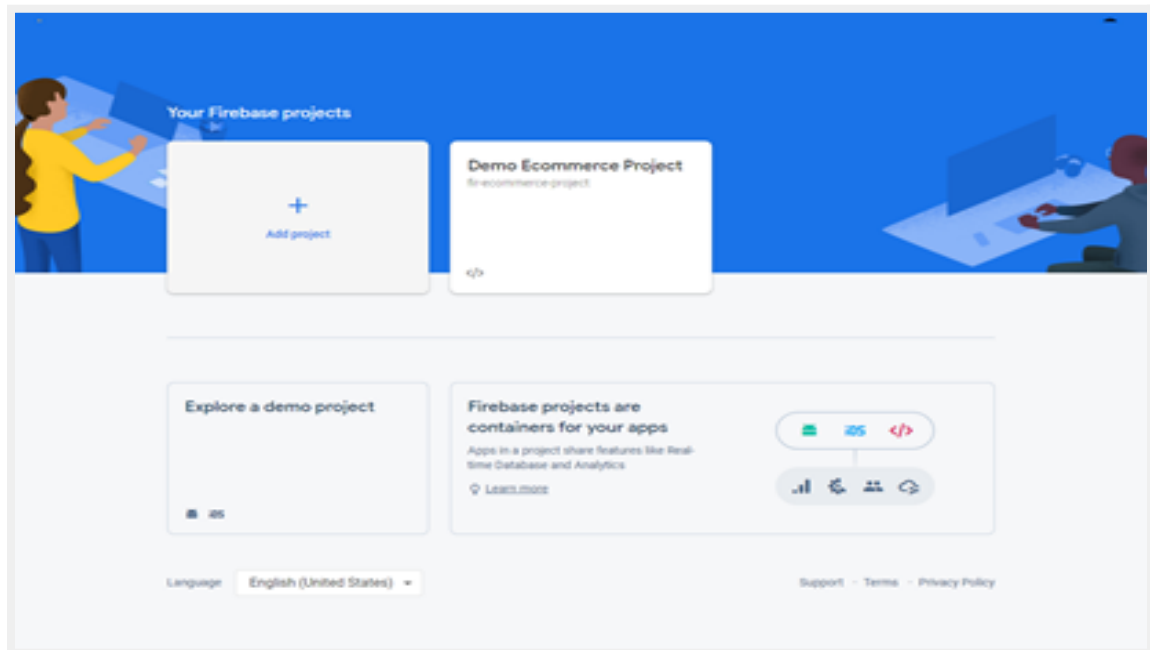 Your Firebase projects
+
Add project
Demo Ecommerce Project
fir-ecommerce-project
</>
Explore a demo project
iOS
Firebase projects are
containers for your apps
Apps in a project share features like Real-
time Database and Analytics
Learn more
iOS </>
Language English (United States)
Support - Terms - Privacy Policy